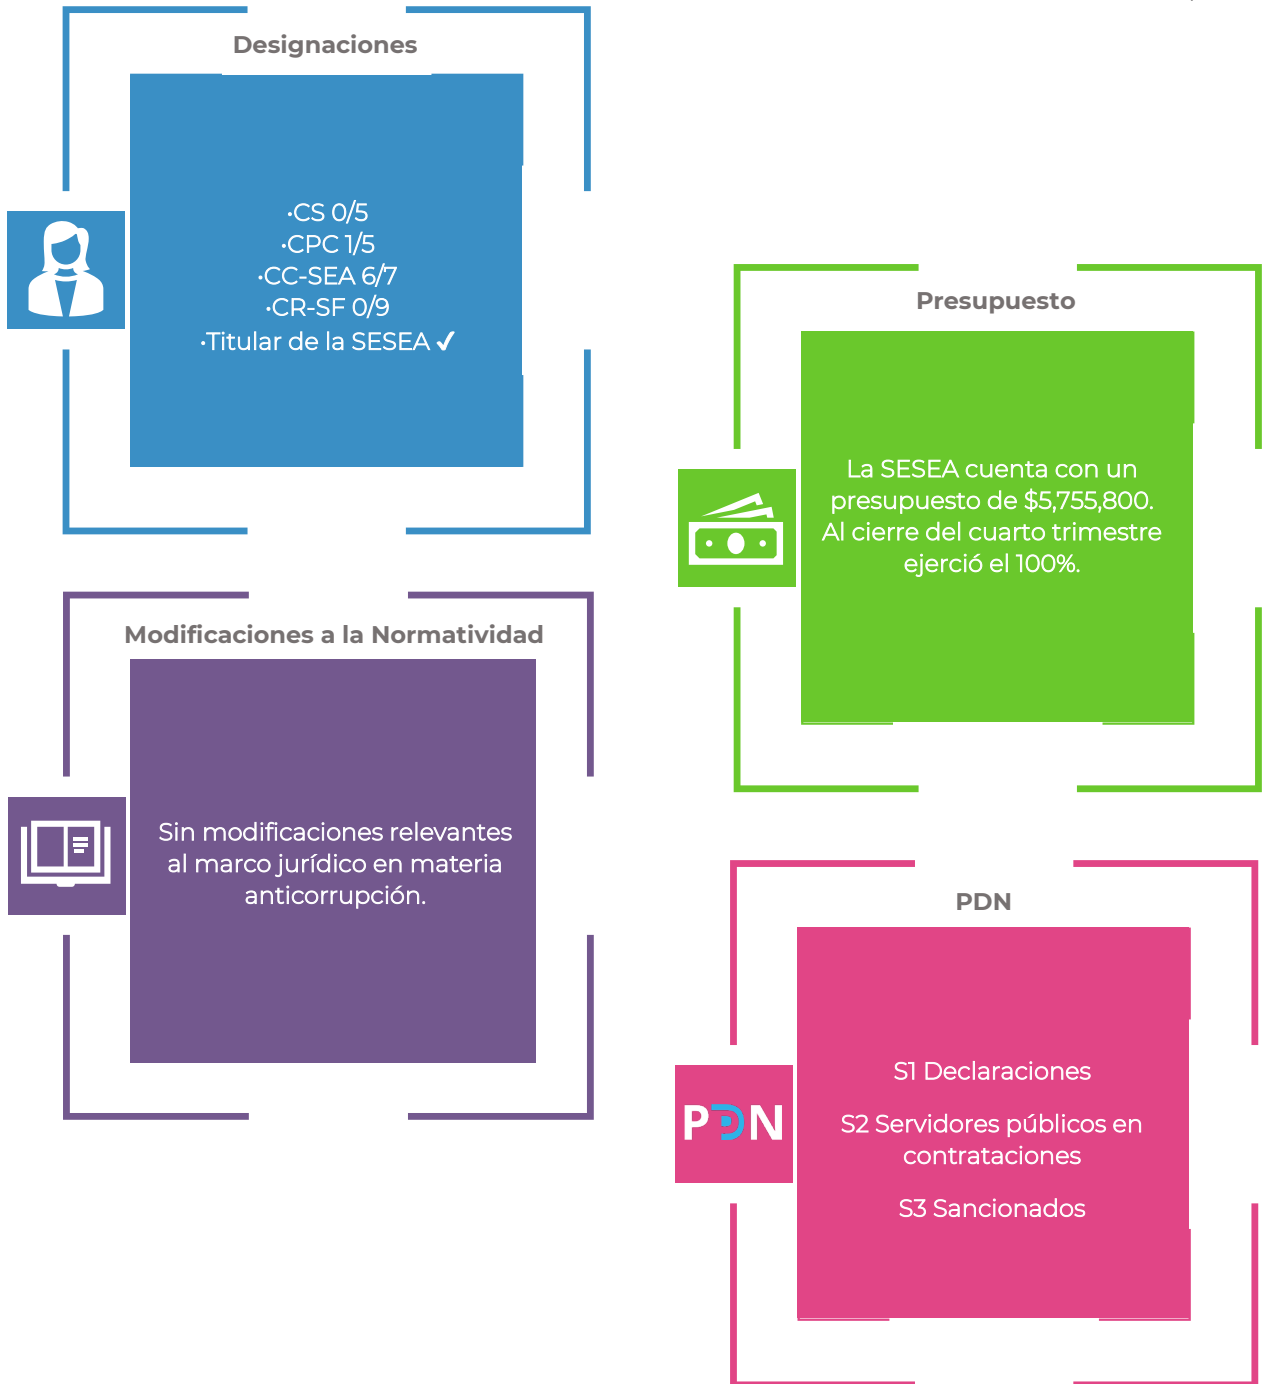 Designaciones
•CS 0/5
•CPC 1/5
•CC-SEA 6/7
•CR-SF 0/9
•Titular de la SESEA ✓
Presupuesto
La SESEA cuenta con un
presupuesto de $5,755,800.
Al cierre del cuarto trimestre
ejerció el 100%.
Modificaciones a la Normatividad
Sin modificaciones relevantes
al marco jurídico en materia
anticorrupción.
PDN
PDN
S1 Declaraciones
S2 Servidores públicos en
contrataciones
S3 Sancionados